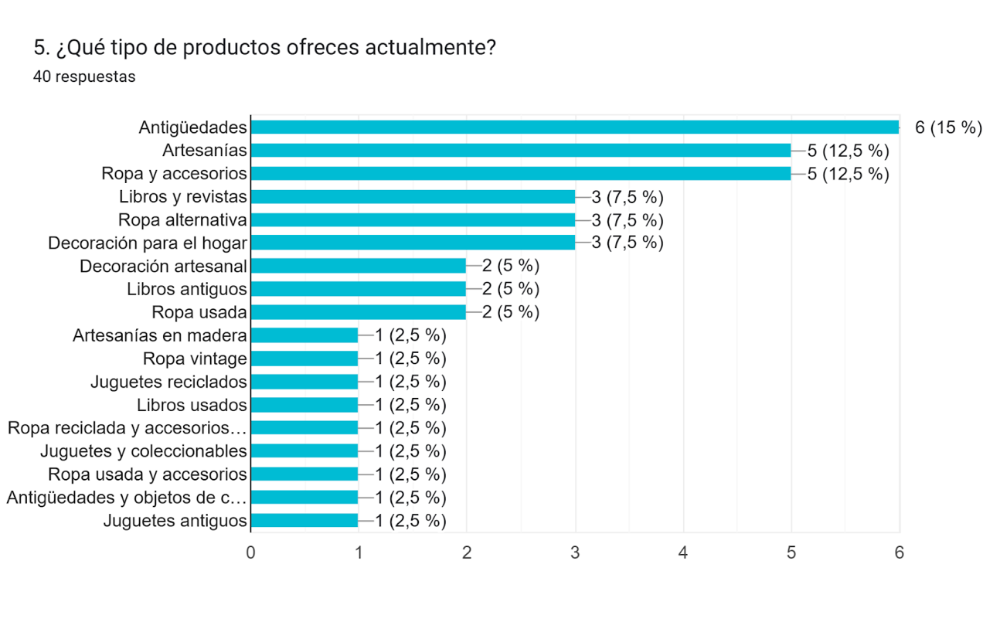 5. ¿Qué tipo de productos ofreces actualmente?
40 respuestas
Antigüedades 6 (15 %)
Artesanías 5 (12,5 %)
Ropa y accesorios 5 (12,5 %)
Libros y revistas 3 (7,5 %)
Ropa alternativa 3 (7,5 %)
Decoración para el hogar 3 (7,5 %)
Decoración artesanal 2 (5 %)
Libros antiguos 2 (5 %)
Ropa usada 2 (5 %)
Artesanías en madera 1 (2,5 %)
Ropa vintage 1 (2,5 %)
Juguetes reciclados 1 (2,5 %)
Libros usados 1 (2,5 %)
Ropa reciclada y accesorios… 1 (2,5 %)
Juguetes y coleccionables 1 (2,5 %)
Ropa usada y accesorios 1 (2,5 %)
Antigüedades y objetos de c… 1 (2,5 %)
Juguetes antiguos 1 (2,5 %)
0 1 2 3 4 5 6